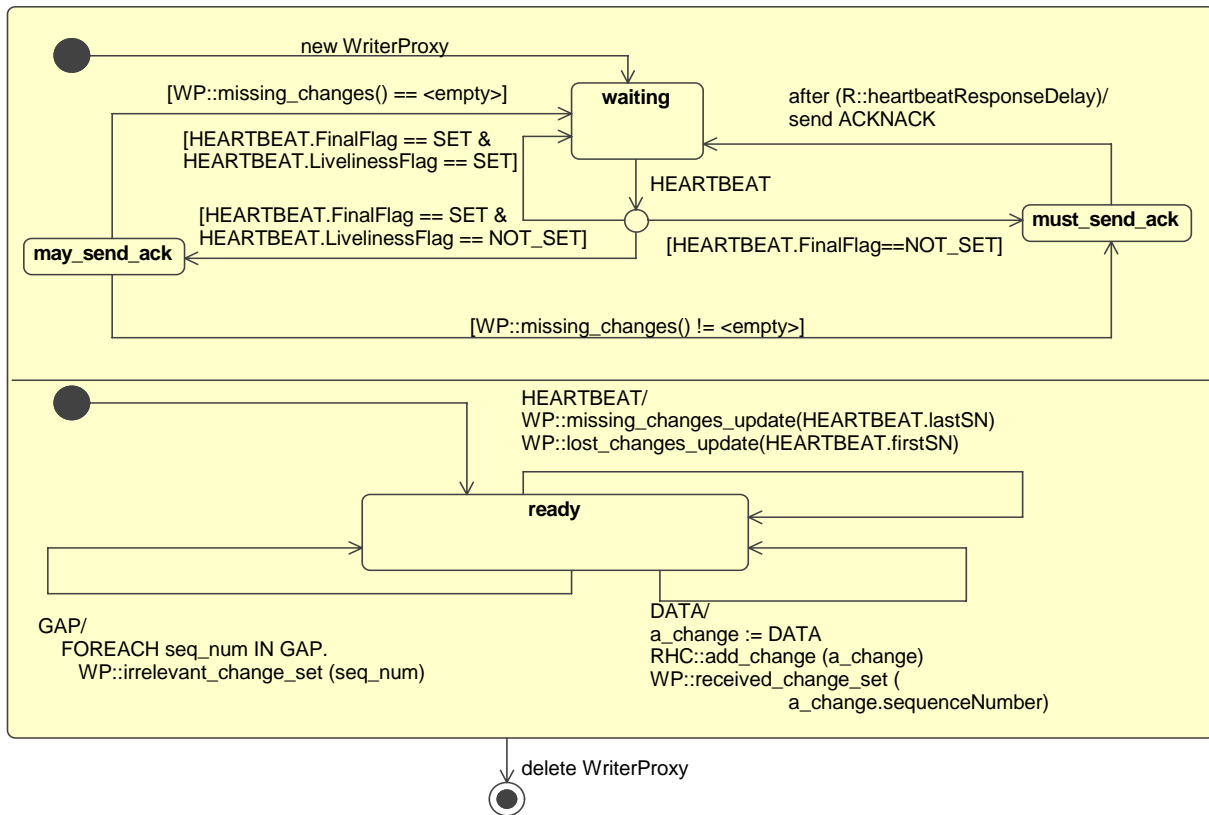 new WriterProxy
[WP::missing_changes() == <empty>]
waiting
after (R::heartbeatResponseDelay)/
send ACKNACK
[HEARTBEAT.FinalFlag == SET &
HEARTBEAT.LivelinessFlag == SET]
HEARTBEAT
[HEARTBEAT.FinalFlag == SET &
HEARTBEAT.LivelinessFlag == NOT_SET]
must_send_ack
may_send_ack
[HEARTBEAT.FinalFlag==NOT_SET]
[WP::missing_changes() != <empty>]
HEARTBEAT/
WP::missing_changes_update(HEARTBEAT.lastSN)
WP::lost_changes_update(HEARTBEAT.firstSN)
ready
GAP/
FOREACH seq_num IN GAP.
WP::irrelevant_change_set (seq_num)
DATA/
a_change := DATA
RHC::add_change (a_change)
WP::received_change_set (
a_change.sequenceNumber)
delete WriterProxy